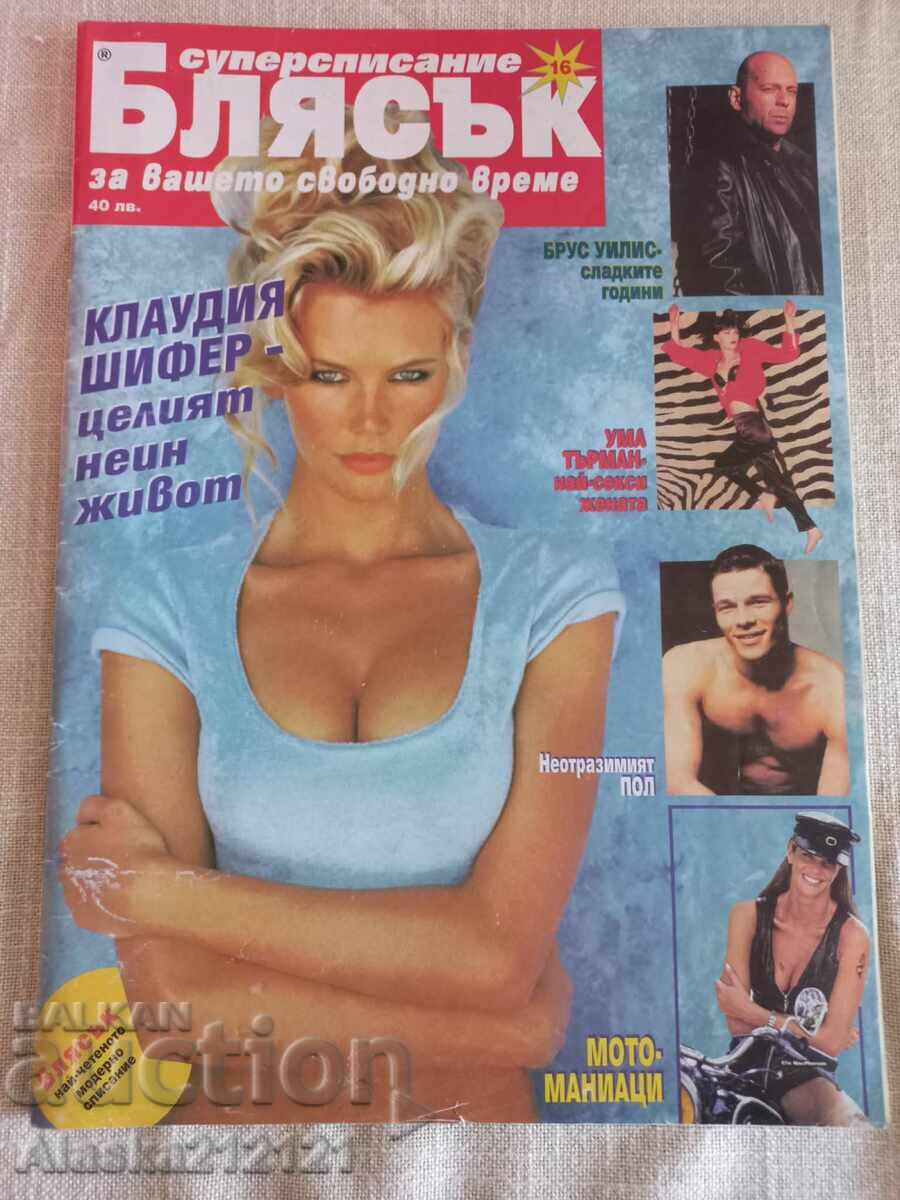 ®
суперсписание
16
Блясък
за вашето свободно време
40 лв.
КЛАУДИЯ
ШИФЕР -
целият
неин
живот
БРУС УИЛИС-
сладките
години
УМА
ТЪРМАН-
най-секси
жената
Неотразимият
ПОЛ
МОТО-
МАНИАЦИ
БЛЯСЪК
най-четеното
модерно
списание
BALKAN
auction
Alaska212121